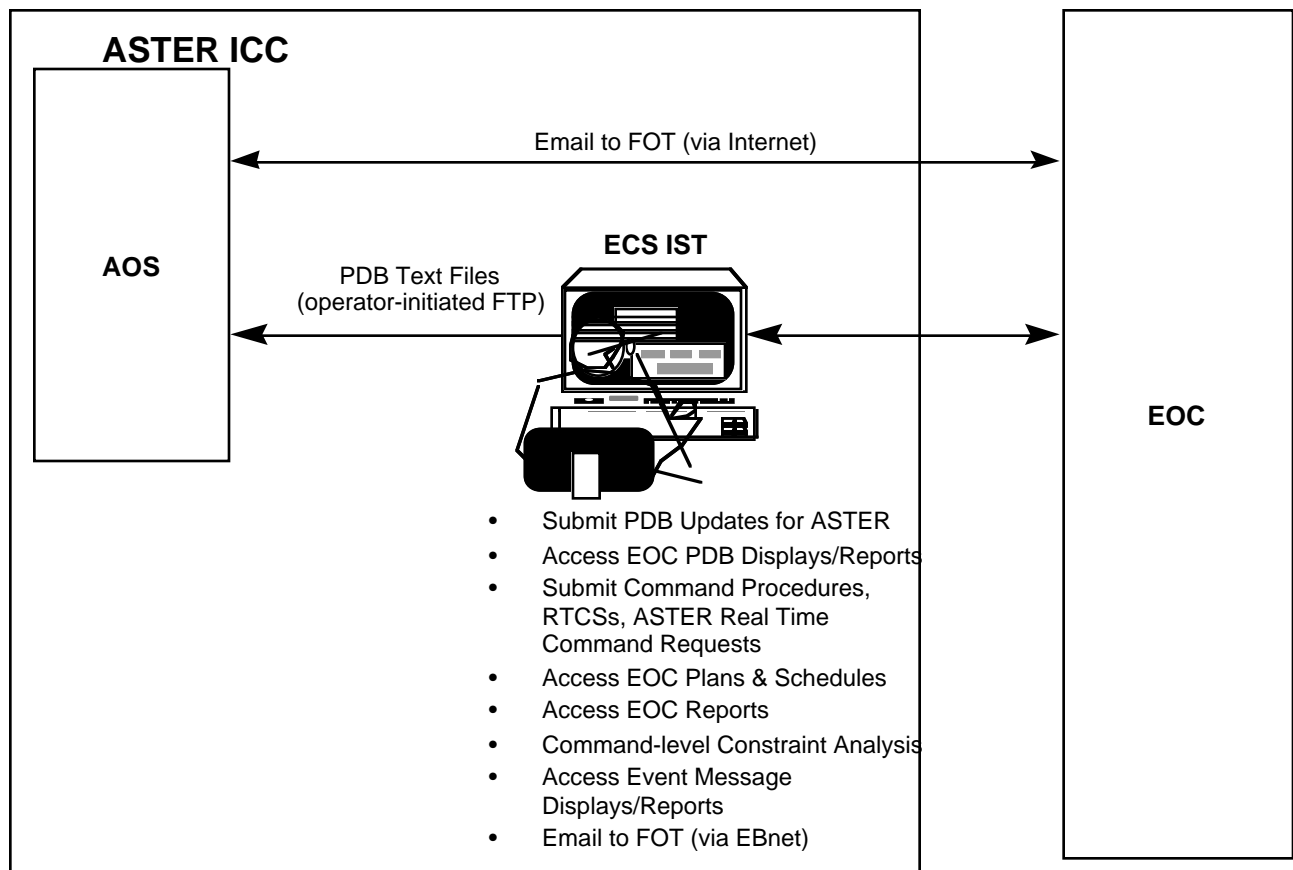 ASTER ICC
Email to FOT (via Internet)
ECS IST
AOS
PDB Text Files
(operator-initiated FTP)
EOC
• Submit PDB Updates for ASTER
• Access EOC PDB Displays/Reports
• Submit Command Procedures,
RTCSs, ASTER Real Time
Command Requests
• Access EOC Plans & Schedules
• Access EOC Reports
• Command-level Constraint Analysis
• Access Event Message
Displays/Reports
• Email to FOT (via EBnet)